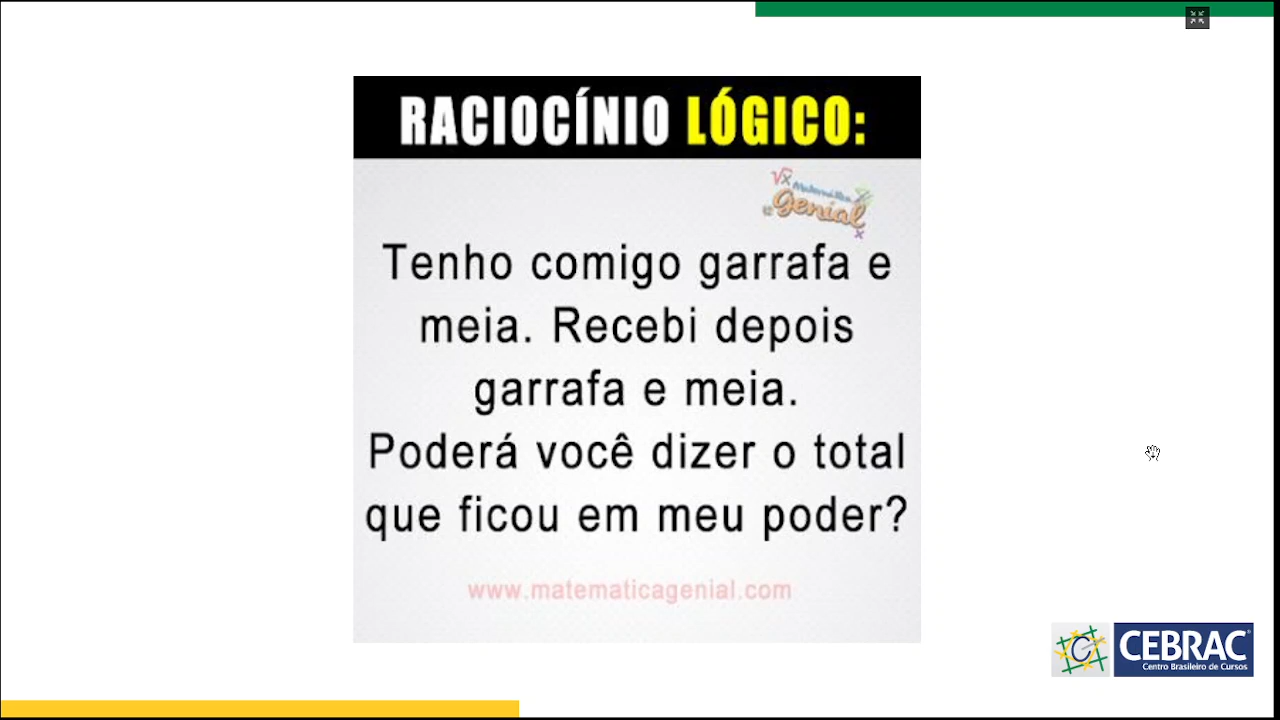 RACIOCÍNIO LÓGICO:
Matemática
Genial
Tenho comigo garrafa e
meia. Recebi depois
garrafa e meia.
Poderá você dizer o total
que ficou em meu poder?
www.matematicagenial.com
CEBRAC
Centro Brasileiro de Cursos